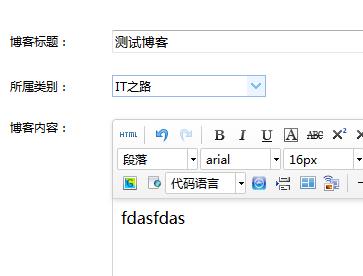 博客标题： 测试博客
所属类别： IT之路
博客内容： HTML B I U A ABC X² X
段落 arial 16px
代码语言
fdasfdas